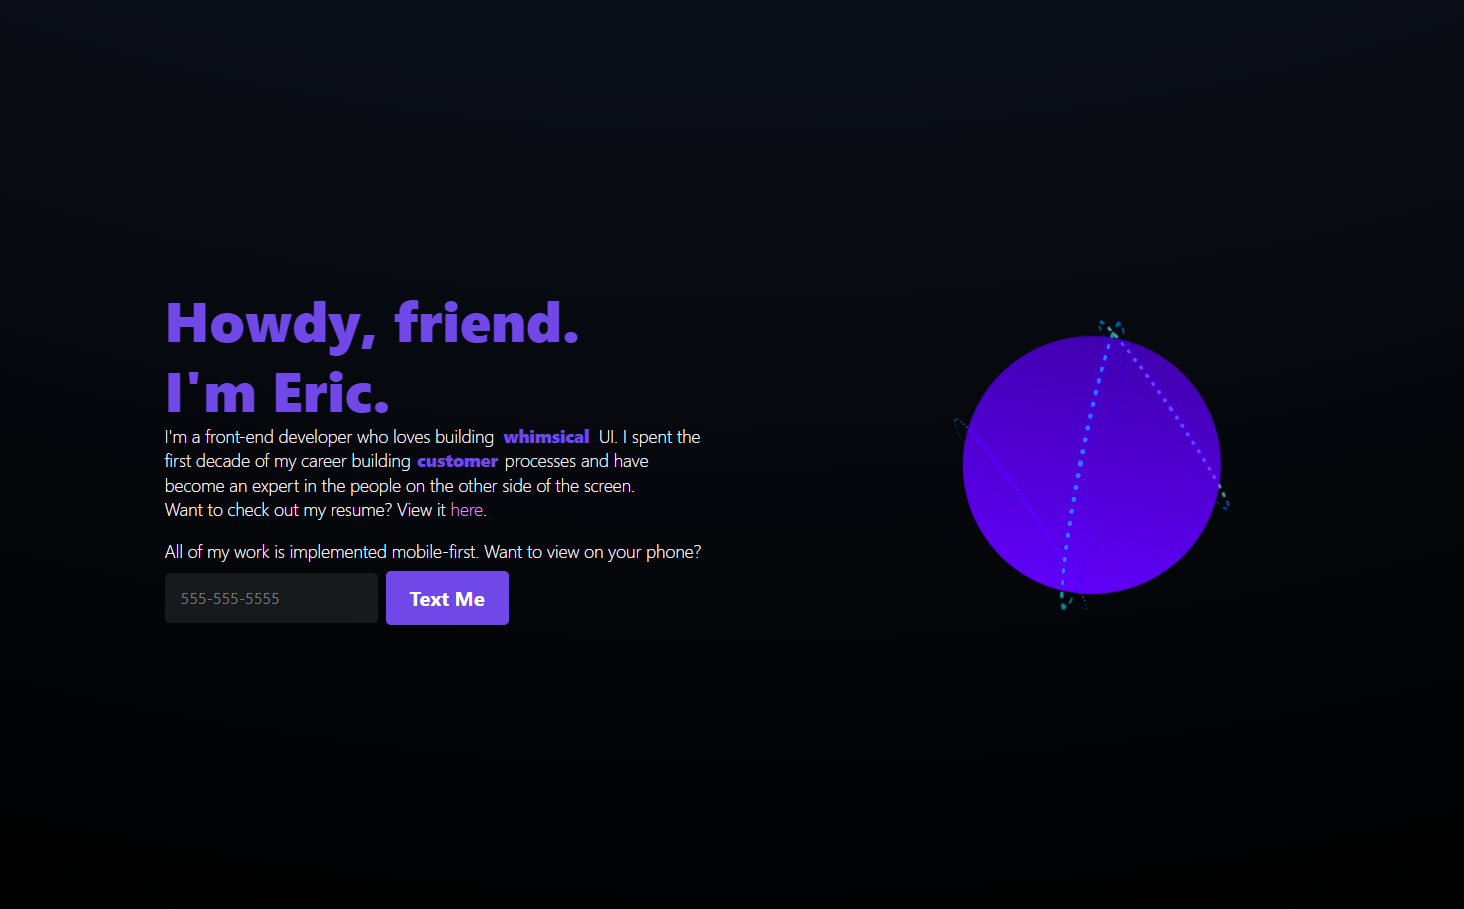 Howdy, friend.
I'm Eric.
I'm a front-end developer who loves building whimsical UI. I spent the
first decade of my career building customer processes and have
become an expert in the people on the other side of the screen.
Want to check out my resume? View it here.
All of my work is implemented mobile-first. Want to view on your phone?
555-555-5555
Text Me